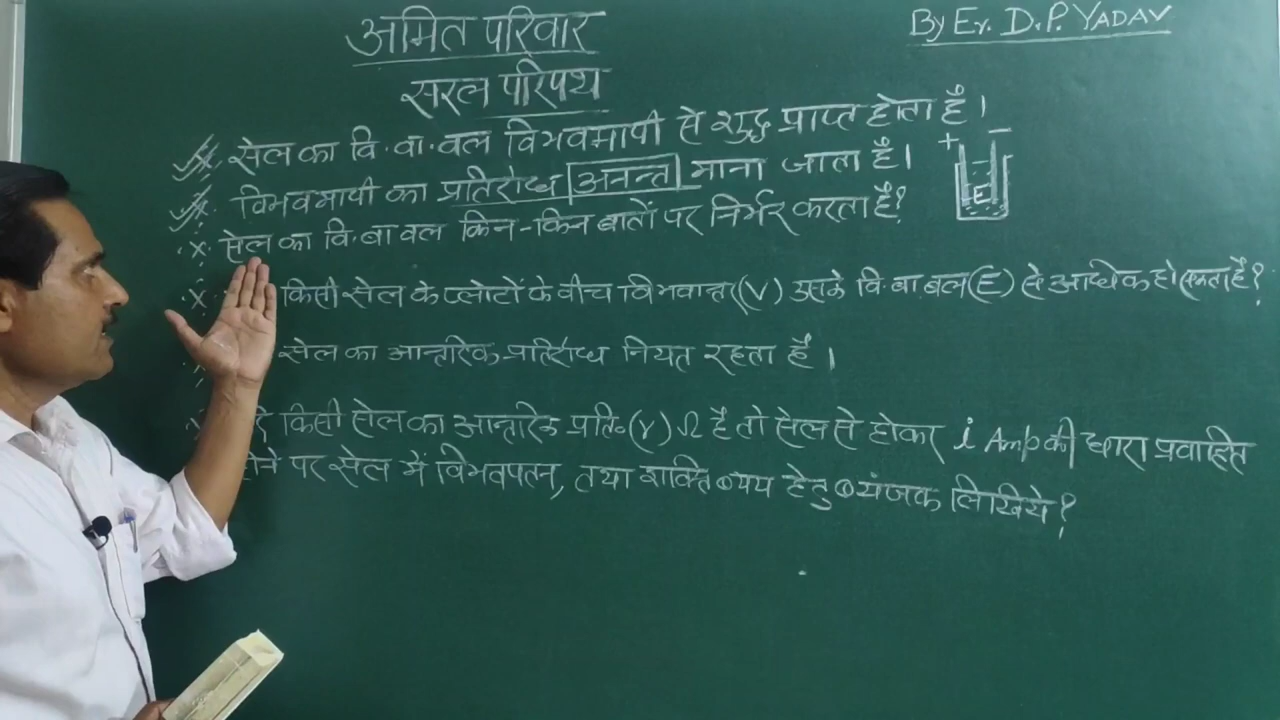 अमित परिवार
By Er. D.P. YADAV
सरल परिपथ
सेल का वि.वा.बल विभवमापी से शुद्ध प्राप्त होता है।
विभवमापी का प्रतिरोध अनन्त माना जाता है।
+ −
E
× सेल का वि.वा बल किन-किन बातों पर निर्भर करता है?
× किसी सेल के प्लेटों के बीच विभवान्तर (V) उसके वि.वा बल (E) से अधिक हो सकता है?
सेल का आन्तरिक प्रतिरोध नियत रहता है।
किसी सेल का आन्तरिक प्रति॰ (r) Ω है तो सेल से होकर i Amp की धारा प्रवाहित
पर सेल में विभवपतन, तथा शक्ति व्यय हेतु व्यंजक लिखिये?